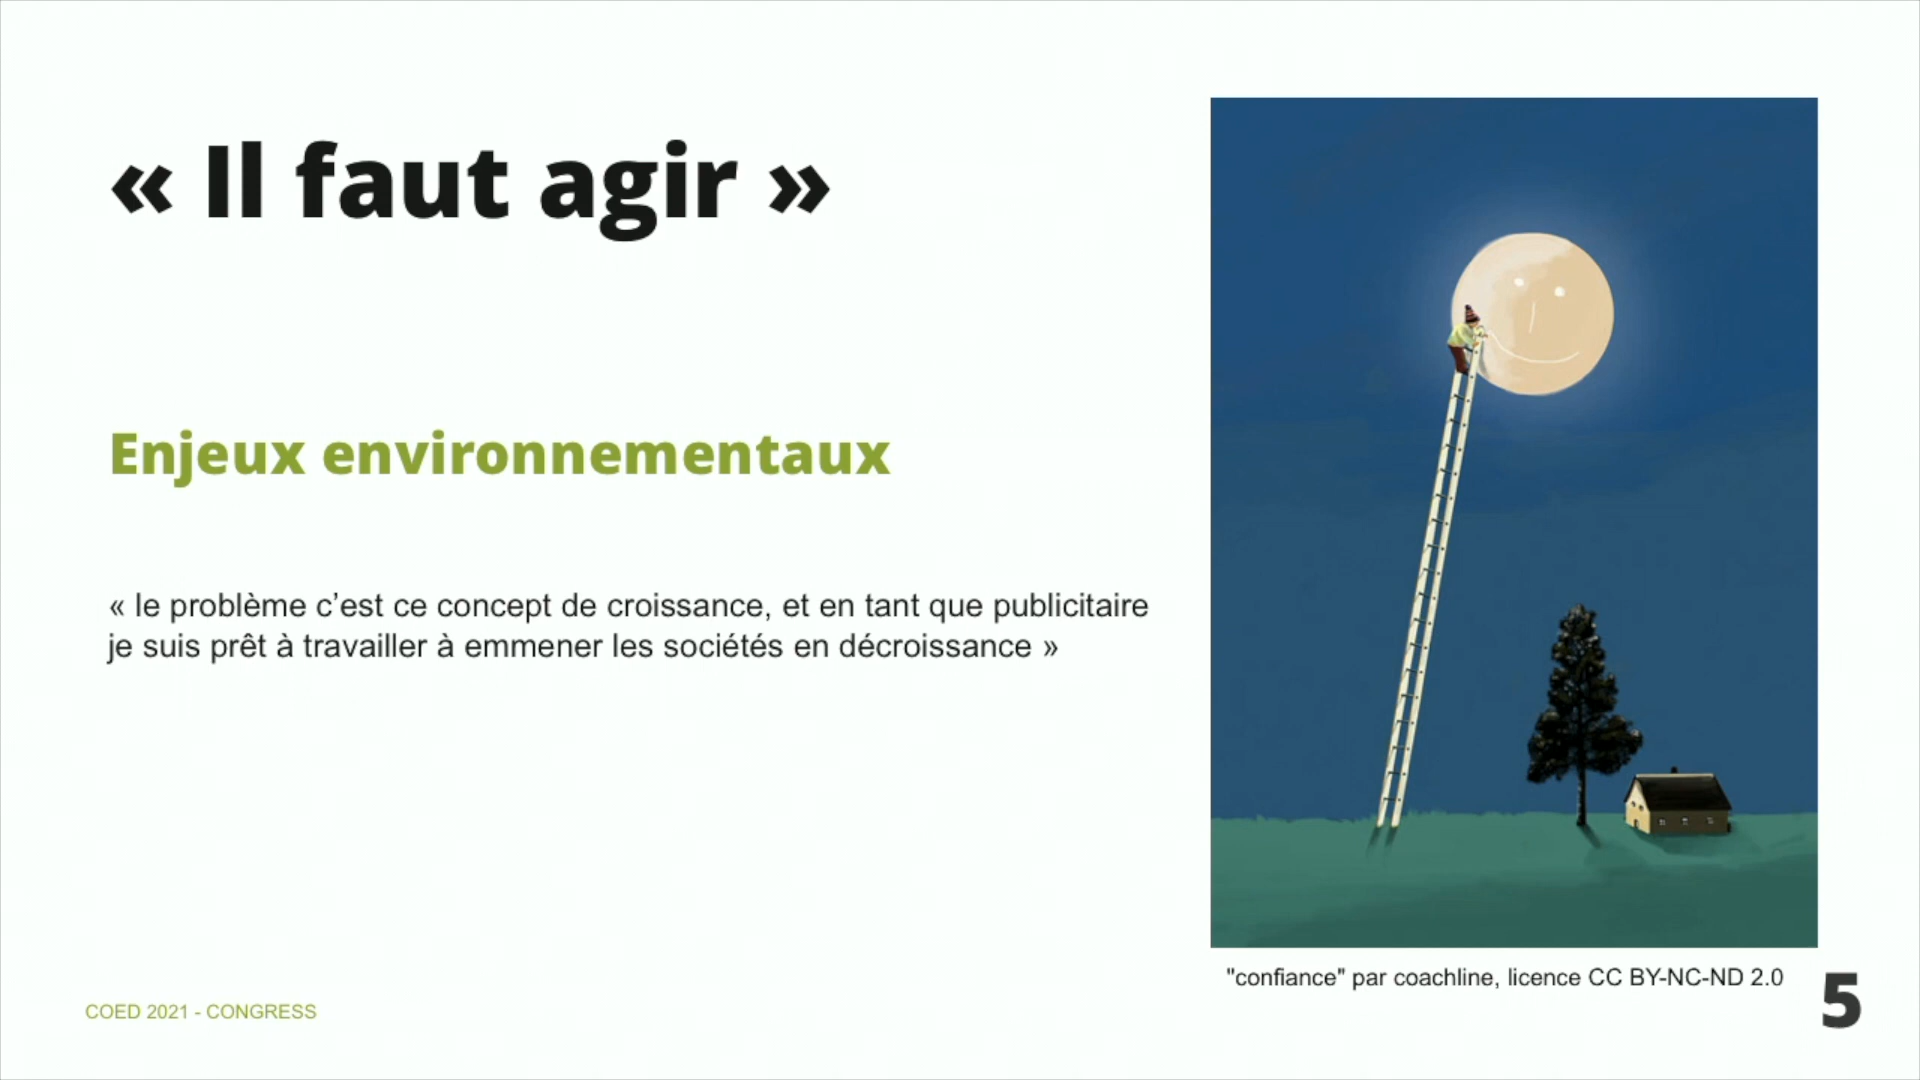 « Il faut agir »
Enjeux environnementaux
« le problème c’est ce concept de croissance, et en tant que publicitaire
je suis prêt à travailler à emmener les sociétés en décroissance »
"confiance" par coachline, licence CC BY-NC-ND 2.0
COED 2021 - CONGRESS
5